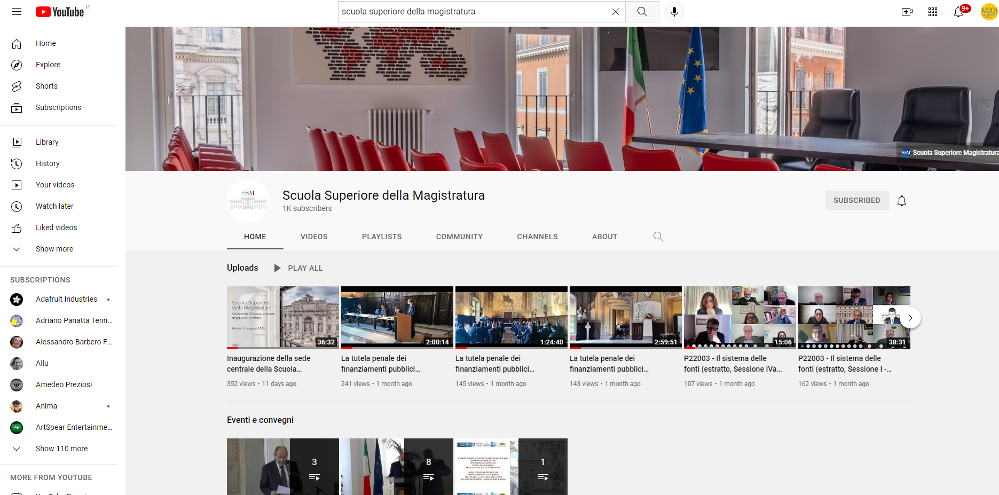 YouTube IT
scuola superiore della magistratura
9+
Home
Explore
Shorts
Subscriptions
Library
History
Your videos
Watch later
Liked videos
Show more
SUBSCRIPTIONS
Adafruit Industries
Adriano Panatta Tenn...
Alessandro Barbero F...
Allu
Amedeo Preziosi
Anima
ArtSpear Entertainme...
Show 110 more
MORE FROM YOUTUBE
SSM Scuola Superiore Magistratura
SSM
Scuola Superiore della Magistratura
1K subscribers
SUBSCRIBED
HOME VIDEOS PLAYLISTS COMMUNITY CHANNELS ABOUT
Uploads PLAY ALL
Scuola Superiore
della Magistratura
Cerimonia di inaugurazione
della sede centrale
Roma, 11 maggio 2022
36:32
Inaugurazione della sede
centrale della Scuola...
352 views • 11 days ago
2:00:14
La tutela penale dei
finanziamenti pubblici...
241 views • 1 month ago
1:24:40
La tutela penale dei
finanziamenti pubblici...
145 views • 1 month ago
2:59:51
La tutela penale dei
finanziamenti pubblici...
143 views • 1 month ago
15:06
P22003 - Il sistema delle
fonti (estratto, Sessione IVa...
107 views • 1 month ago
38:31
P22003 - Il sistema delle
fonti (estratto, Sessione I -...
162 views • 1 month ago
Eventi e convegni
3
8
1